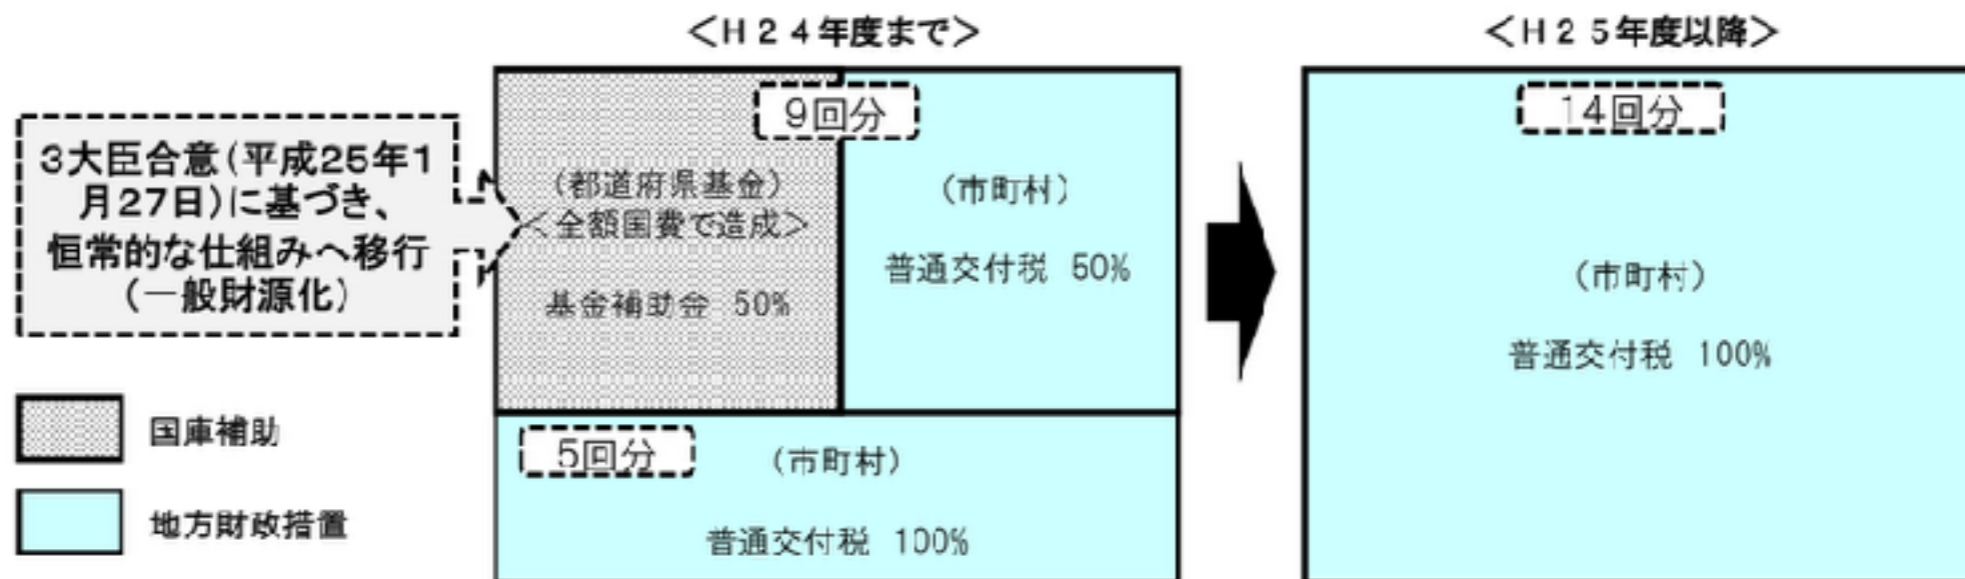 ＜Ｈ２４年度まで＞
＜Ｈ２５年度以降＞
3大臣合意(平成25年1
月27日)に基づき、
恒常的な仕組みへ移行
(一般財源化)
9回分
(都道府県基金)
＜全額国費で造成＞
基金補助金 50%
(市町村)
普通交付税 50%
5回分
(市町村)
普通交付税 100%
14回分
(市町村)
普通交付税 100%
国庫補助
地方財政措置